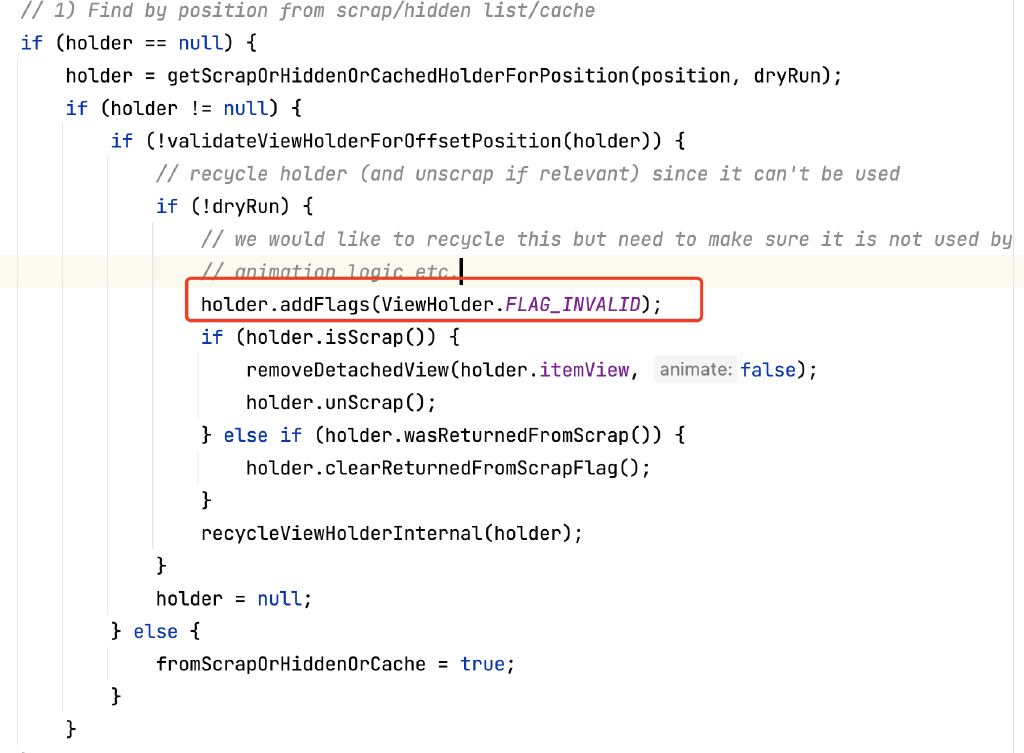 // 1) Find by position from scrap/hidden list/cache
if (holder == null) {
    holder = getScrapOrHiddenOrCachedHolderForPosition(position, dryRun);
    if (holder != null) {
        if (!validateViewHolderForOffsetPosition(holder)) {
            // recycle holder (and unscrap if relevant) since it can't be used
            if (!dryRun) {
                // we would like to recycle this but need to make sure it is not used by
                // animation logic etc.
                holder.addFlags(ViewHolder.FLAG_INVALID);
                if (holder.isScrap()) {
                    removeDetachedView(holder.itemView, animate: false);
                    holder.unScrap();
                } else if (holder.wasReturnedFromScrap()) {
                    holder.clearReturnedFromScrapFlag();
                }
                recycleViewHolderInternal(holder);
            }
            holder = null;
        } else {
            fromScrapOrHiddenOrCache = true;
        }
    }